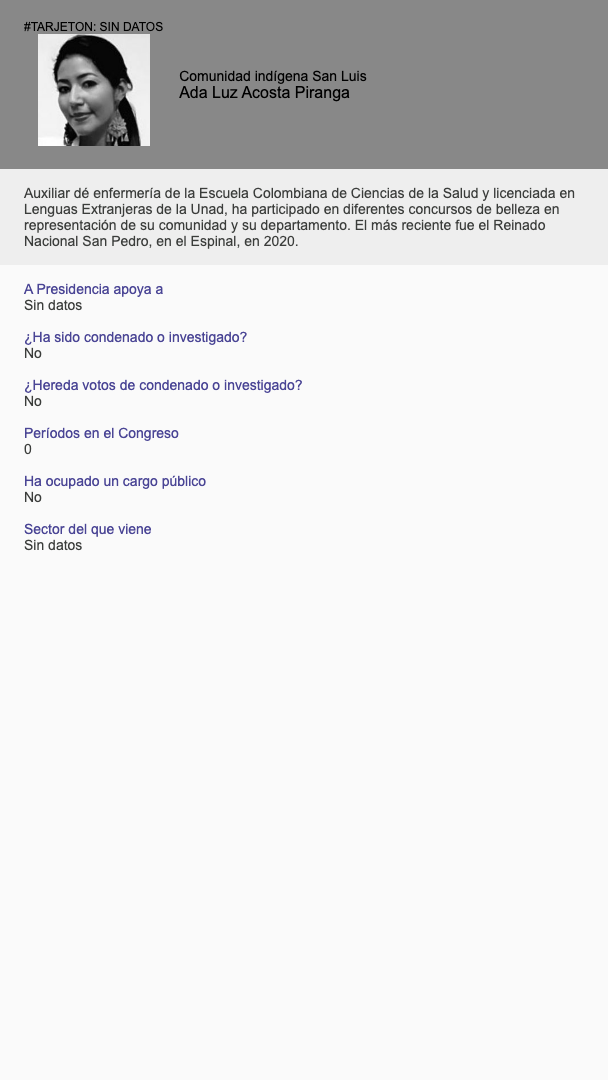 #TARJETON: SIN DATOS
Comunidad indígena San Luis
Ada Luz Acosta Piranga
Auxiliar dé enfermería de la Escuela Colombiana de Ciencias de la Salud y licenciada en
Lenguas Extranjeras de la Unad, ha participado en diferentes concursos de belleza en
representación de su comunidad y su departamento. El más reciente fue el Reinado
Nacional San Pedro, en el Espinal, en 2020.
A Presidencia apoya a
Sin datos
¿Ha sido condenado o investigado?
No
¿Hereda votos de condenado o investigado?
No
Períodos en el Congreso
0
Ha ocupado un cargo público
No
Sector del que viene
Sin datos